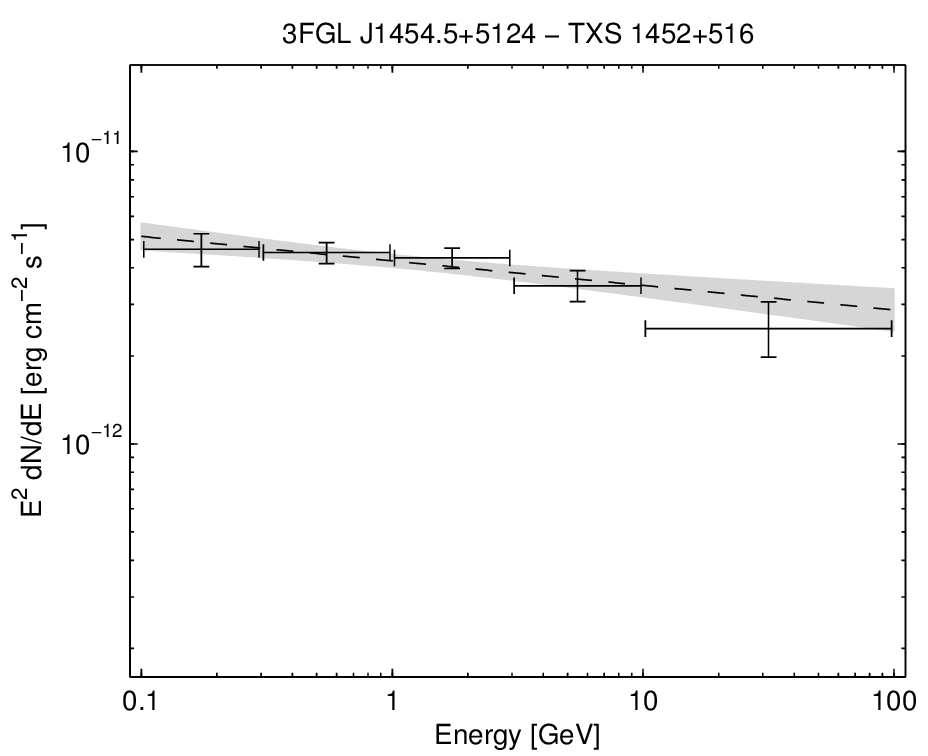 3FGL J1454.5+5124 − TXS 1452+516
10⁻¹¹
10⁻¹²
E² dN/dE [erg cm⁻² s⁻¹]
0.1 1 10 100
Energy [GeV]